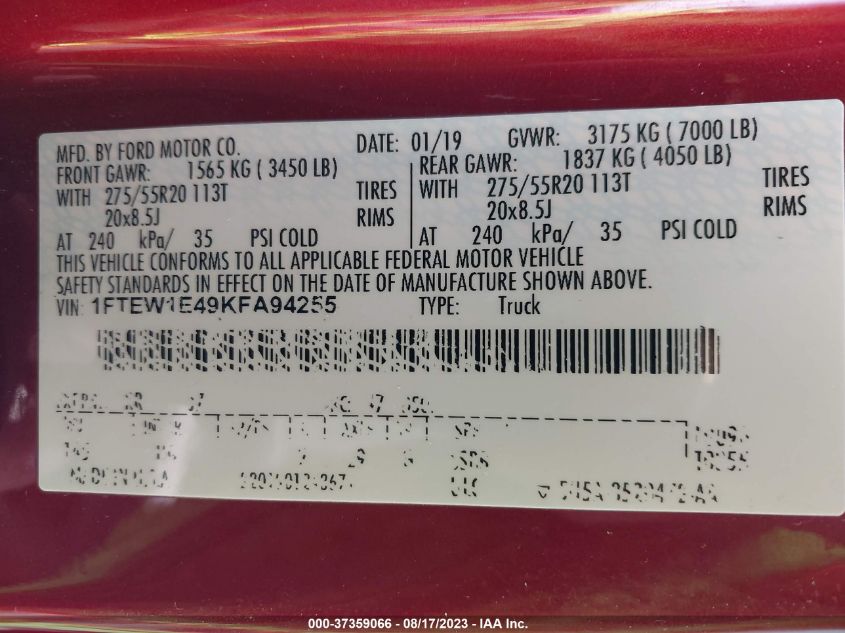 MFD. BY FORD MOTOR CO. DATE: 01/19 GVWR: 3175 KG ( 7000 LB)
FRONT GAWR: 1565 KG ( 3450 LB) REAR GAWR: 1837 KG ( 4050 LB)
WITH 275/55R20 113T TIRES WITH 275/55R20 113T TIRES
20x8.5J RIMS 20x8.5J RIMS
AT 240 kPa/ 35 PSI COLD AT 240 kPa/ 35 PSI COLD
THIS VEHICLE CONFORMS TO ALL APPLICABLE FEDERAL MOTOR VEHICLE
SAFETY STANDARDS IN EFFECT ON THE DATE OF MANUFACTURE SHOWN ABOVE.
VIN: 1FTEW1E49KFA94255 TYPE: Truck
000-37359066 - 08/17/2023 - IAA Inc.